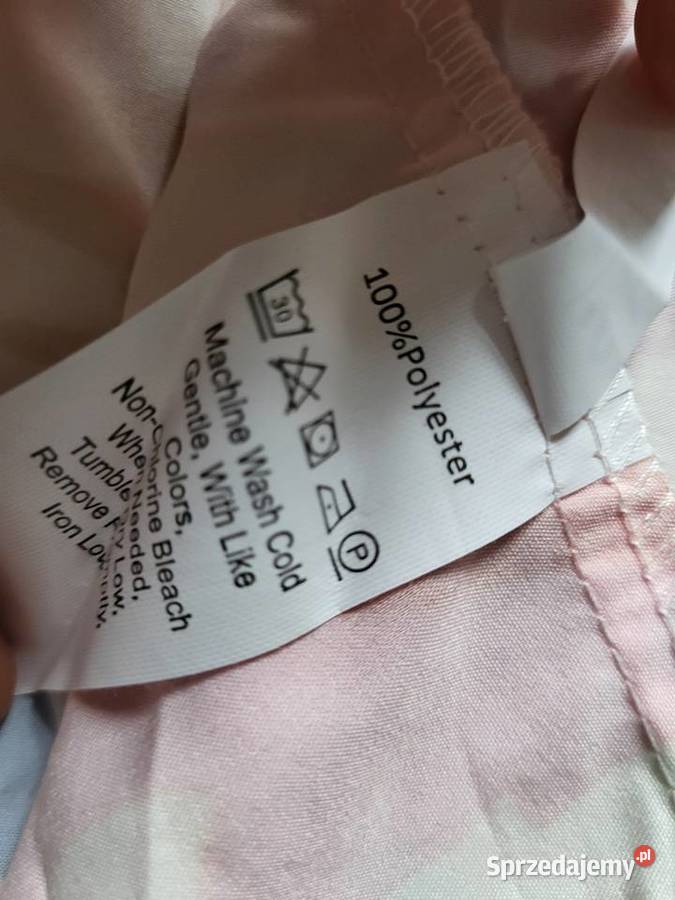 100%Polyester
30
P
Machine Wash Cold
Gentle, With Like
Colors,
Non-Chlorine Bleach
When Needed,
Tumble Low,
Remove
Iron Low
Sprzedajemy.pl